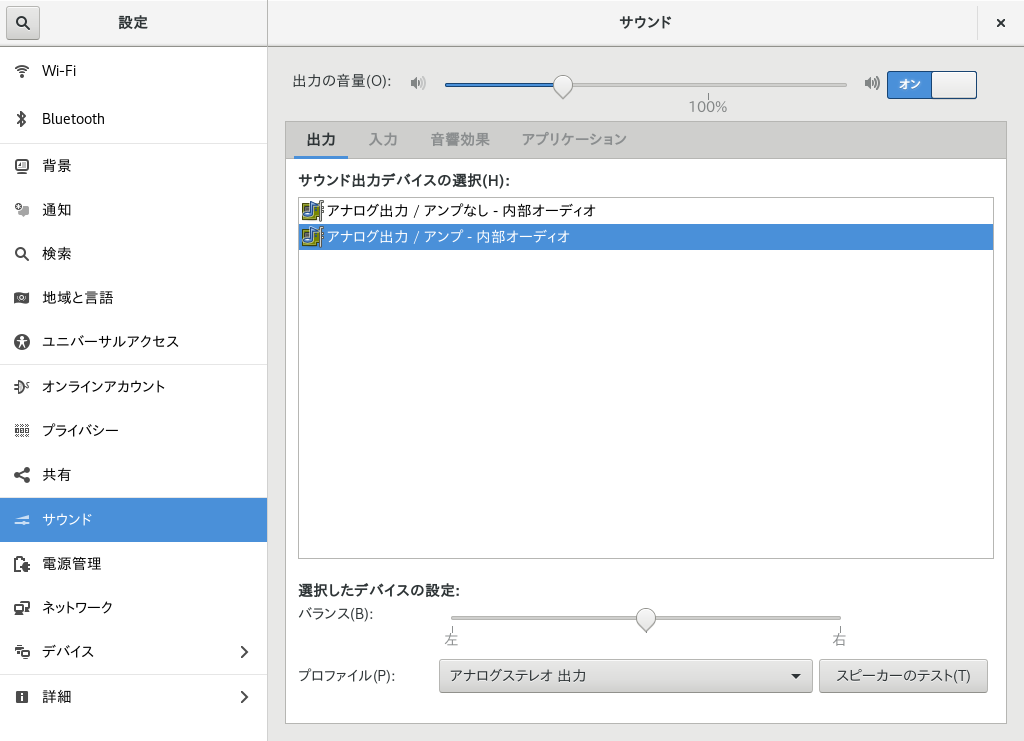 設定
サウンド
Wi-Fi
Bluetooth
背景
通知
検索
地域と言語
ユニバーサルアクセス
オンラインアカウント
プライバシー
共有
サウンド
電源管理
ネットワーク
デバイス
詳細
出力の音量(O):
オン
100%
出力 入力 音響効果 アプリケーション
サウンド出力デバイスの選択(H):
アナログ出力 / アンプなし - 内部オーディオ
アナログ出力 / アンプ - 内部オーディオ
選択したデバイスの設定:
バランス(B):
左 右
プロファイル(P): アナログステレオ 出力 スピーカーのテスト(T)